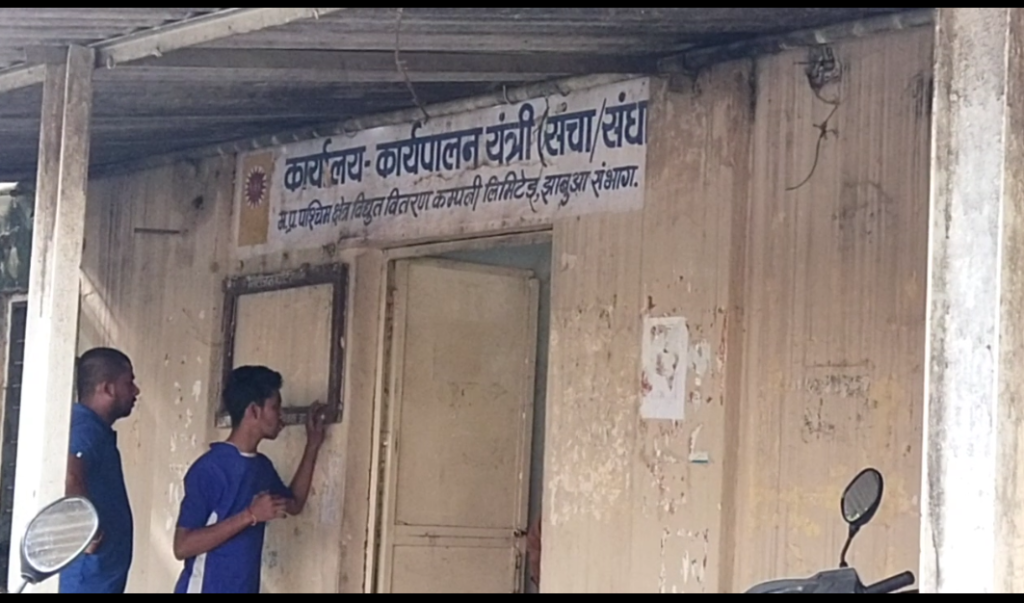 कार्यालय- कार्यपालन यंत्री (संचा/संधा
म.प्र. पश्चिम क्षेत्र विद्युत वितरण कम्पनी लिमिटेड, झाबुआ संभाग.